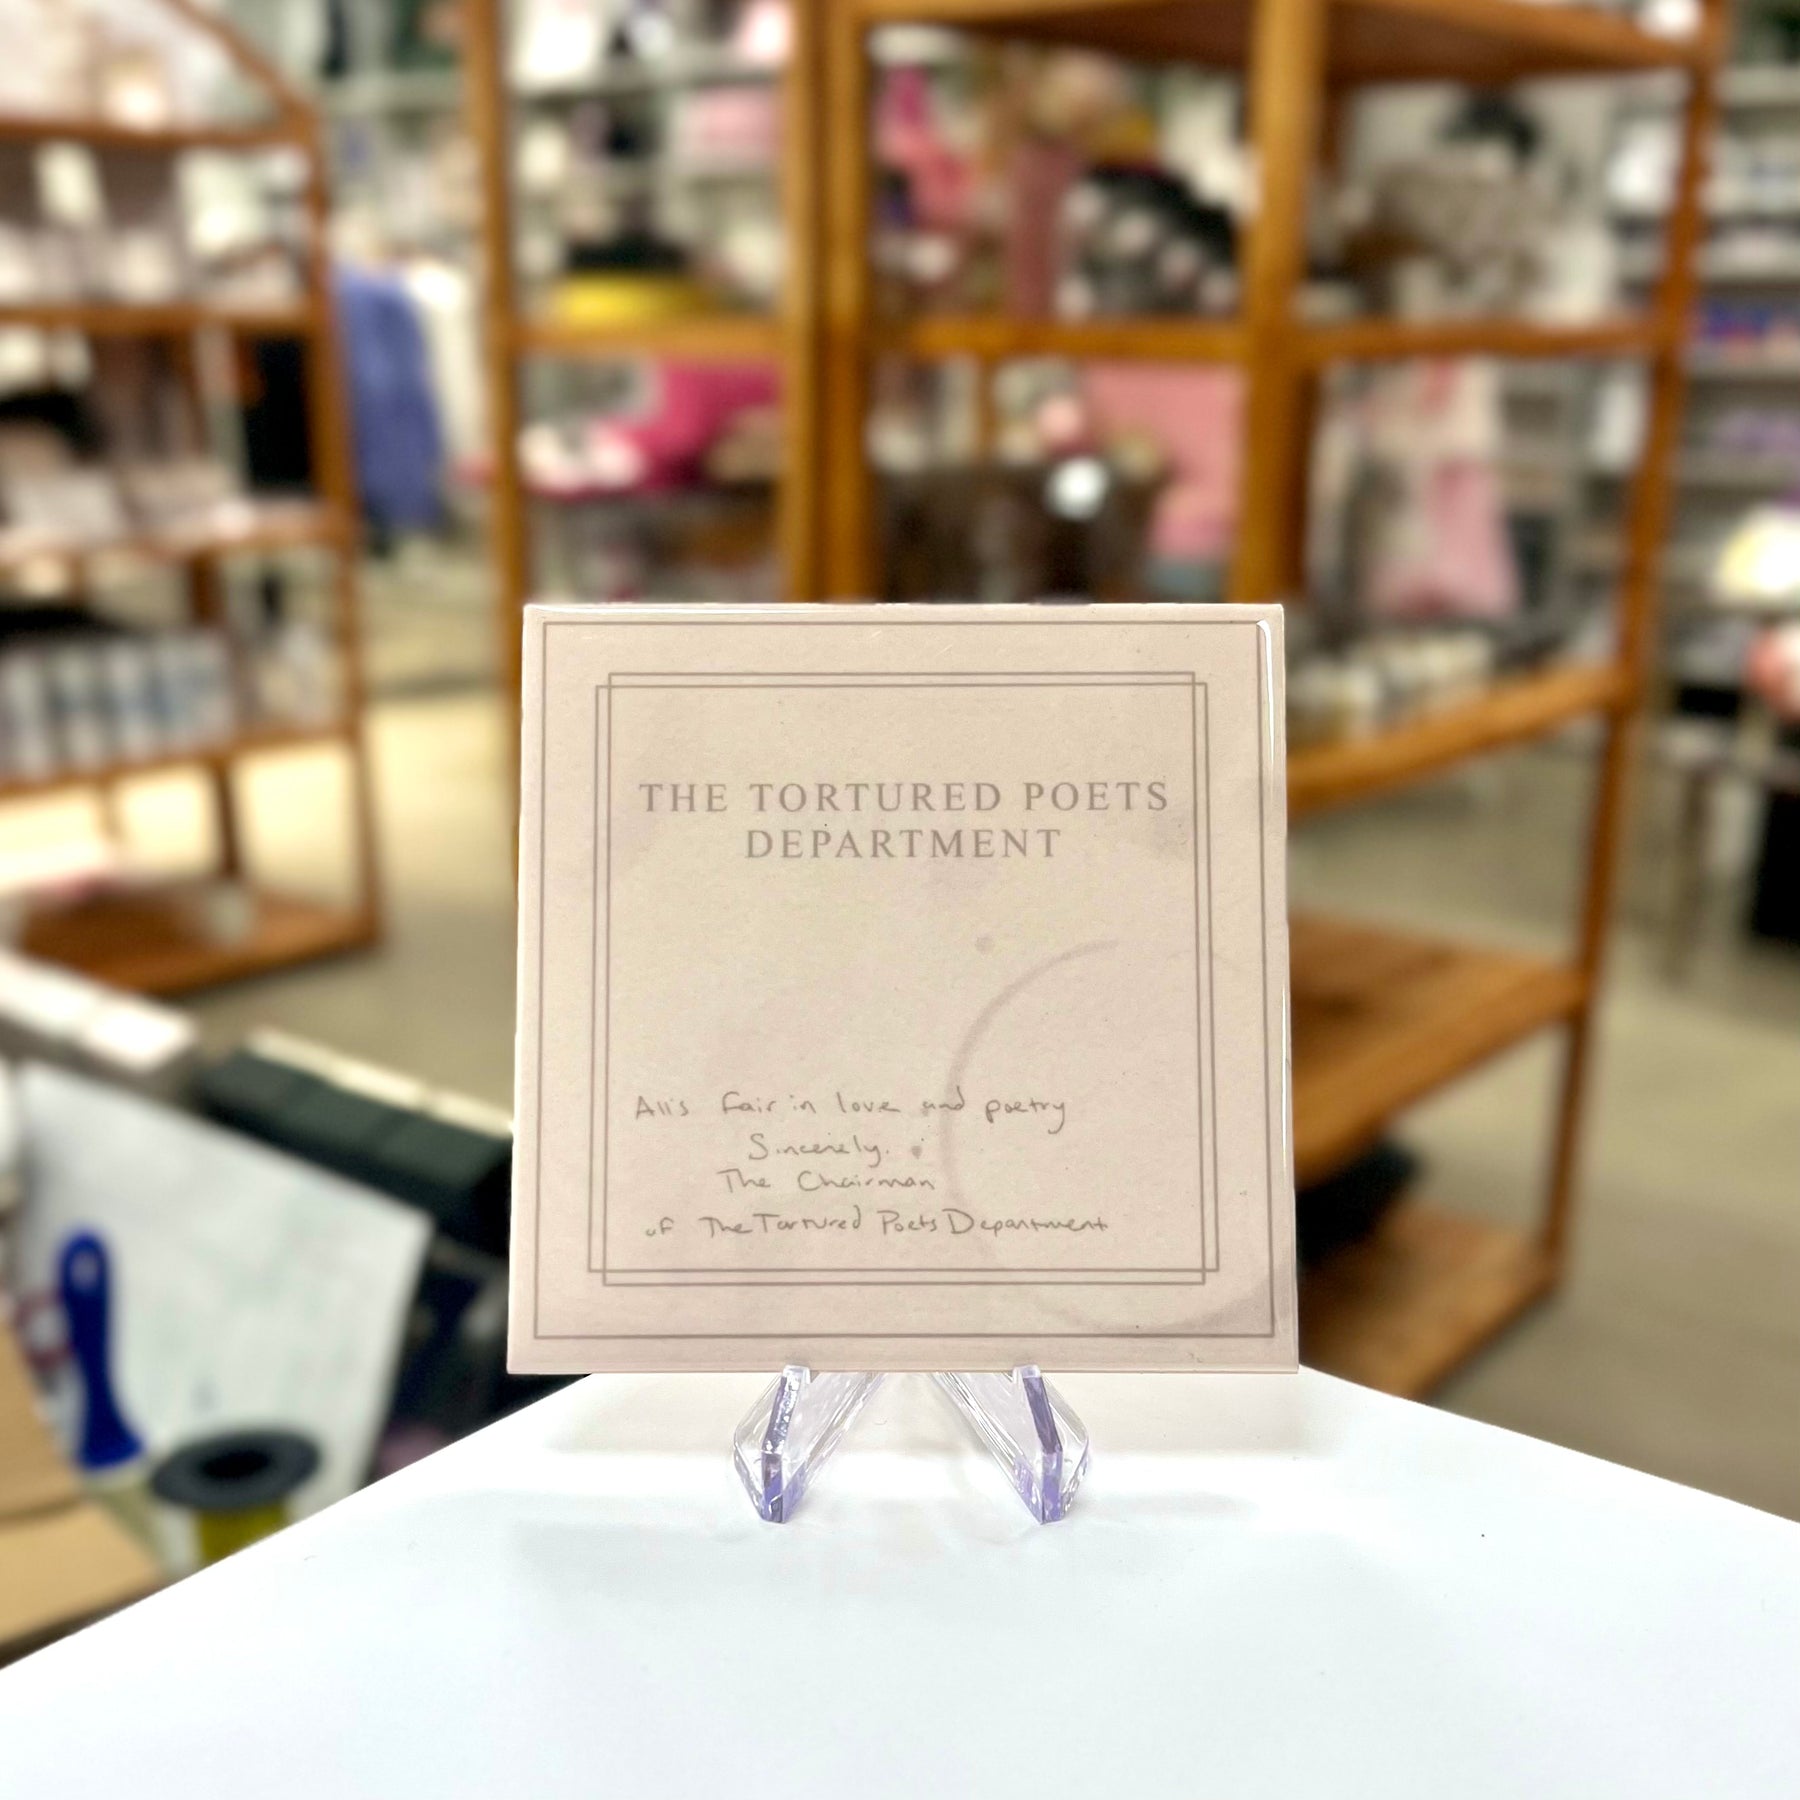 THE TORTURED POETS
DEPARTMENT
All's Fair in love and poetry
Sincerely.
The Chairman
of The Tortured Poets Department